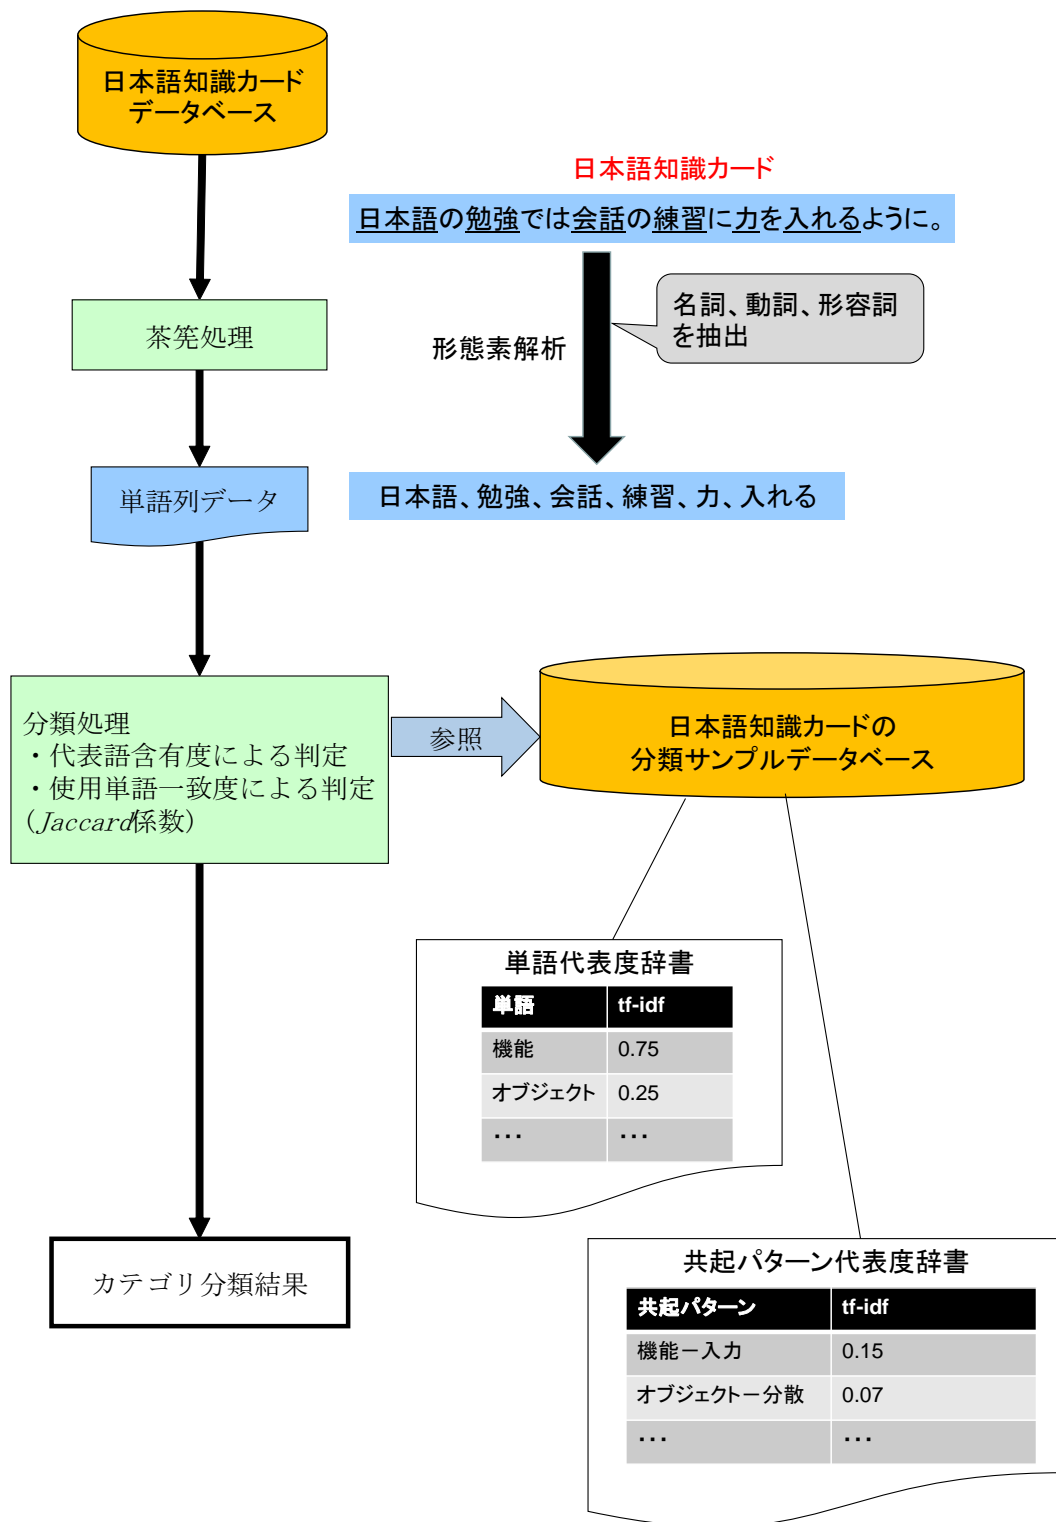 日本語知識カード
データベース
日本語知識カード
日本語の勉強では会話の練習に力を入れるように。
茶筅処理
名詞、動詞、形容詞
を抽出
形態素解析
単語列データ
日本語、勉強、会話、練習、力、入れる
分類処理
・代表語含有度による判定
・使用単語一致度による判定
(Jaccard係数)
参照
日本語知識カードの
分類サンプルデータベース
単語代表度辞書
単語 tf-idf
機能 0.75
オブジェクト 0.25
・・・ ・・・
カテゴリ分類結果
共起パターン代表度辞書
共起パターン tf-idf
機能－入力 0.15
オブジェクト－分散 0.07
・・・ ・・・